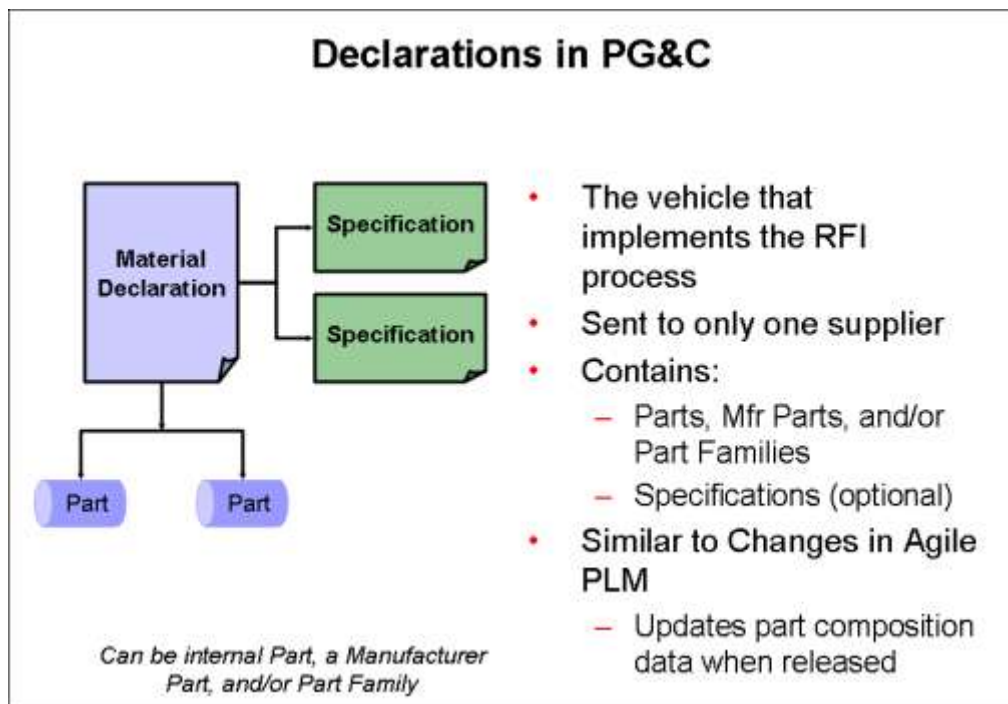 Declarations in PG&C
Material
Declaration
Specification
Specification
Part
Part
Can be internal Part, a Manufacturer
Part, and/or Part Family
• The vehicle that
implements the RFI
process
• Sent to only one supplier
• Contains:
– Parts, Mfr Parts, and/or
Part Families
– Specifications (optional)
• Similar to Changes in Agile
PLM
– Updates part composition
data when released